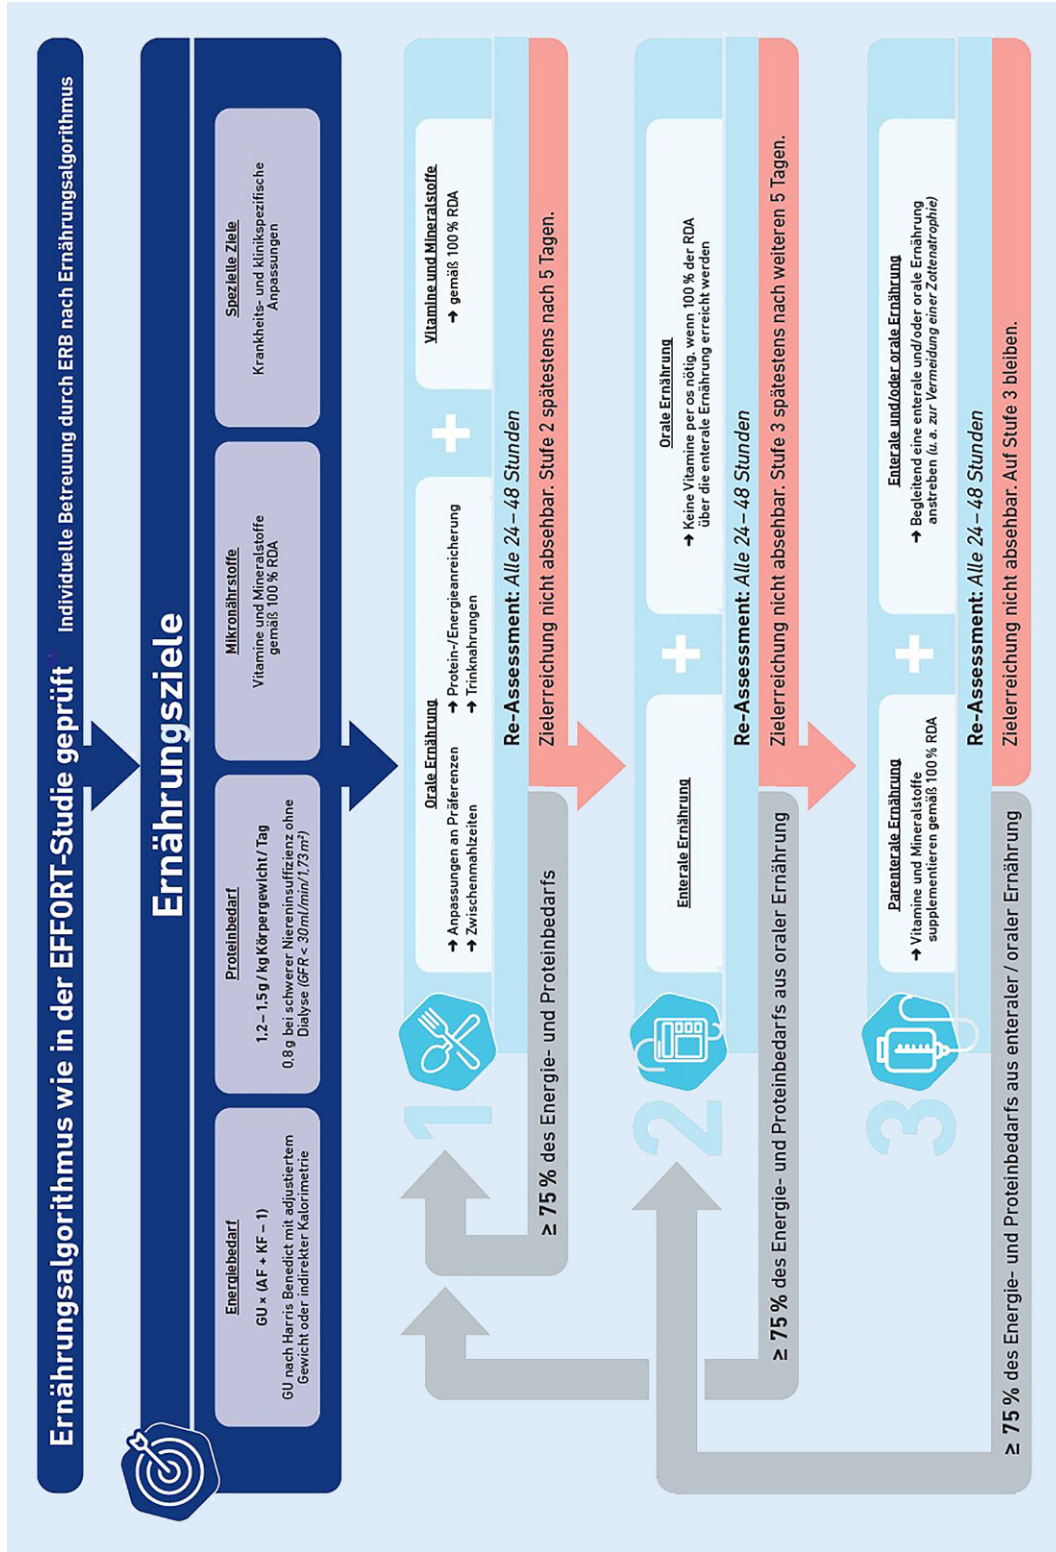 Ernährungsalgorithmus wie in der EFFORT-Studie geprüft Individuelle Betreuung durch ERB nach Ernährungsalgorithmus
Ernährungsziele
Energiebedarf
GU × (AF + KF – 1)
GU nach Harris Benedict mit adjustiertem
Gewicht oder indirekter Kalorimetrie
Proteinbedarf
1,2 – 1,5 g / kg Körpergewicht / Tag
0,8 g bei schwerer Niereninsuffizienz ohne
Dialyse (GFR < 30 ml/min/1,73 m²)
Mikronährstoffe
Vitamine und Mineralstoffe
gemäß 100 % RDA
Spezielle Ziele
Krankheits- und klinikspezifische
Anpassungen
1
Orale Ernährung
➔ Anpassungen an Präferenzen
➔ Zwischenmahlzeiten
➔ Protein-/Energieanreicherung
➔ Trinknahrungen
+
Vitamine und Mineralstoffe
➔ gemäß 100 % RDA
Re-Assessment: Alle 24 – 48 Stunden
≥ 75 % des Energie- und Proteinbedarfs
Zielerreichung nicht absehbar. Stufe 2 spätestens nach 5 Tagen.
2
Enterale Ernährung
+
Orale Ernährung
➔ Keine Vitamine per os nötig, wenn 100 % der RDA
über die enterale Ernährung erreicht werden
Re-Assessment: Alle 24 – 48 Stunden
≥ 75 % des Energie- und Proteinbedarfs aus oraler Ernährung
Zielerreichung nicht absehbar. Stufe 3 spätestens nach weiteren 5 Tagen.
3
Parenterale Ernährung
➔ Vitamine und Mineralstoffe
supplementieren gemäß 100 % RDA
+
Enterale und/oder orale Ernährung
➔ Begleitend eine enterale und/oder orale Ernährung
anstreben (u. a. zur Vermeidung einer Zottenatrophie)
Re-Assessment: Alle 24 – 48 Stunden
≥ 75 % des Energie- und Proteinbedarfs aus enteraler / oraler Ernährung
Zielerreichung nicht absehbar. Auf Stufe 3 bleiben.